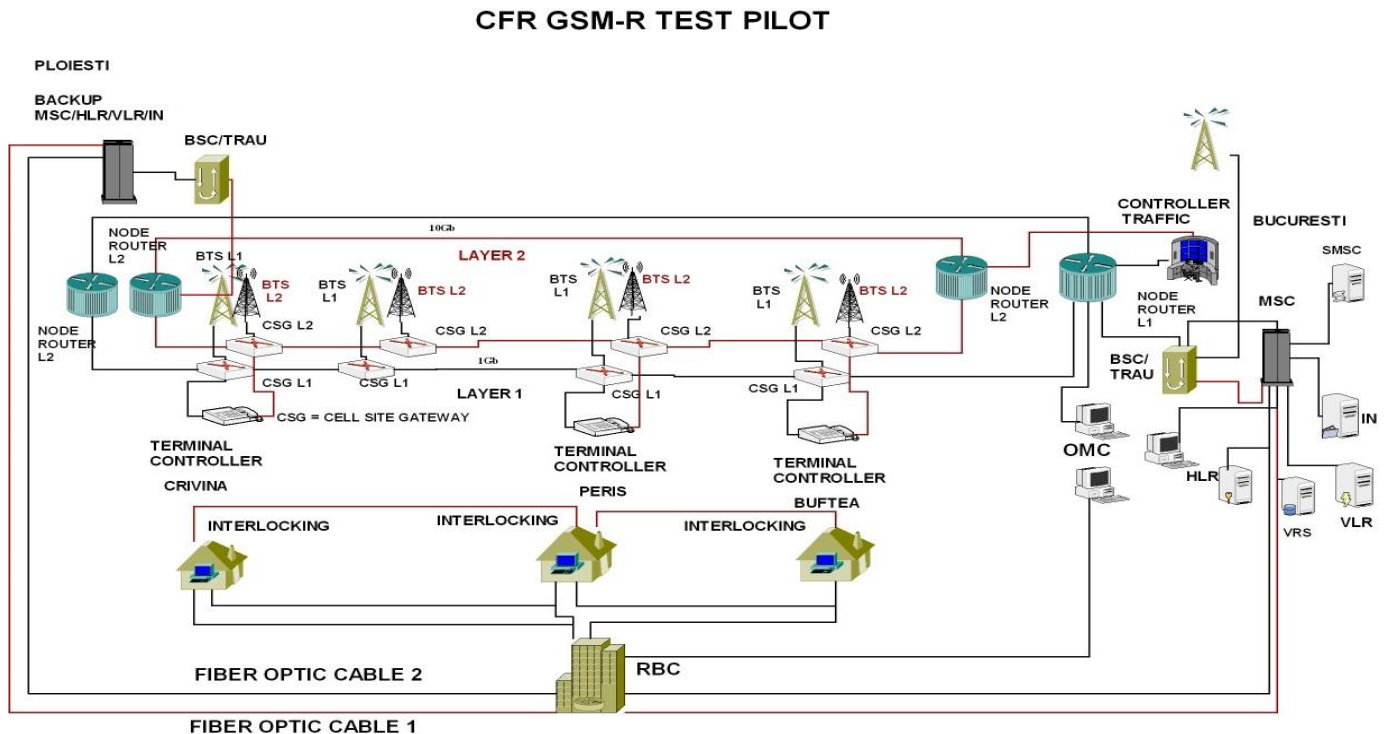 CFR GSM-R TEST PILOT
PLOIESTI
BACKUP
MSC/HLR/VLR/IN
BSC/TRAU
CONTROLLER
TRAFFIC
BUCURESTI
NODE
ROUTER
L2
10Gb
LAYER 2
BTS L1
BTS
L2
BTS
L1
BTS L2
BTS
L1
BTS L2
BTS
L1
BTS L2
NODE
ROUTER
L2
NODE
ROUTER
L1
SMSC
MSC
NODE
ROUTER
L2
CSG L2
CSG L2
CSG L2
CSG L2
1Gb
BSC/
TRAU
CSG L1
CSG L1
LAYER 1
CSG L1
CSG L1
CSG = CELL SITE GATEWAY
IN
TERMINAL
CONTROLLER
TERMINAL
CONTROLLER
TERMINAL
CONTROLLER
OMC
HLR
VRS
VLR
CRIVINA
PERIS
BUFTEA
INTERLOCKING
INTERLOCKING
INTERLOCKING
RBC
FIBER OPTIC CABLE 2
FIBER OPTIC CABLE 1